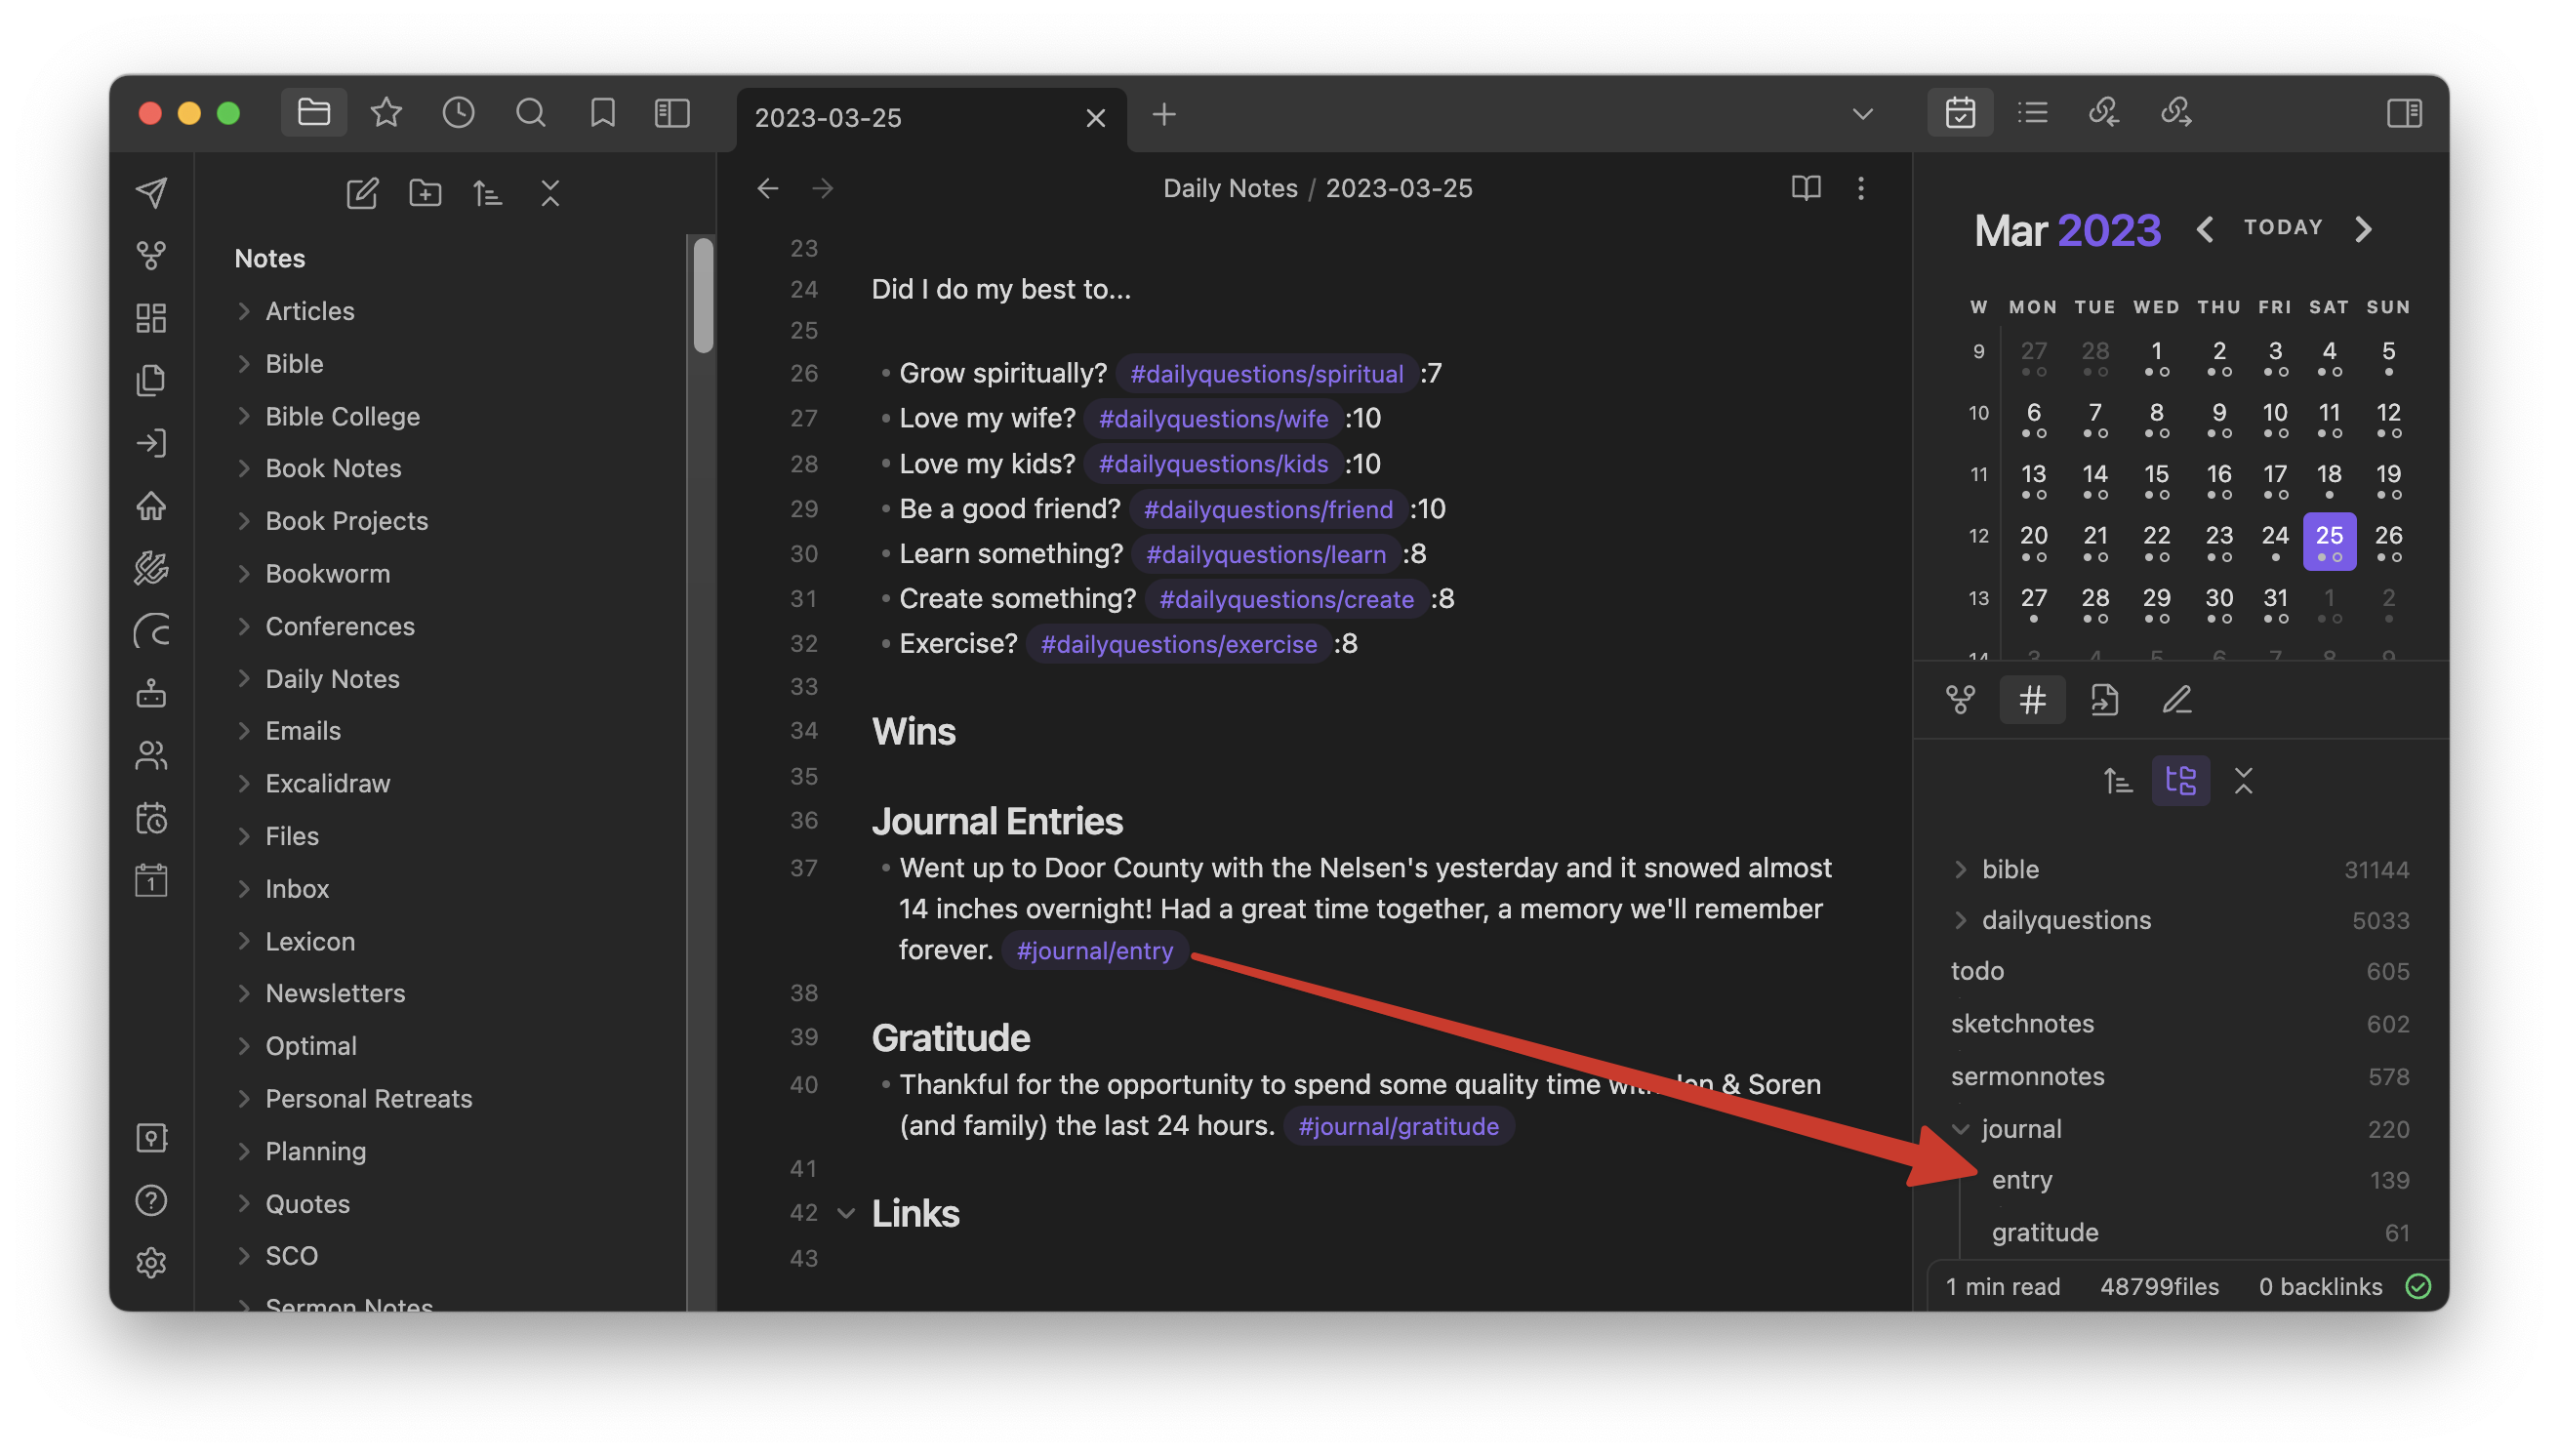 2023-03-25
Notes
Articles
Bible
Bible College
Book Notes
Book Projects
Bookworm
Conferences
Daily Notes
Emails
Excalidraw
Files
Inbox
Lexicon
Newsletters
Optimal
Personal Retreats
Planning
Quotes
SCO
Sermon Notes
1
Daily Notes / 2023-03-25
23
24 Did I do my best to...
25
26 • Grow spiritually? #dailyquestions/spiritual :7
27 • Love my wife? #dailyquestions/wife :10
28 • Love my kids? #dailyquestions/kids :10
29 • Be a good friend? #dailyquestions/friend :10
30 • Learn something? #dailyquestions/learn :8
31 • Create something? #dailyquestions/create :8
32 • Exercise? #dailyquestions/exercise :8
33
34 Wins
35
36 Journal Entries
37 • Went up to Door County with the Nelsen's yesterday and it snowed almost
14 inches overnight! Had a great time together, a memory we'll remember
forever. #journal/entry
38
39 Gratitude
40 • Thankful for the opportunity to spend some quality time & Soren
(and family) the last 24 hours. #journal/gratitude
41
42 Links
43
Mar 2023 TODAY
W MON TUE WED THU FRI SAT SUN
9 27 28 1 2 3 4 5
10 6 7 8 9 10 11 12
11 13 14 15 16 17 18 19
12 20 21 22 23 24 25 26
13 27 28 29 30 31 1 2
14 3 4 5 6 7 8 9
bible 31144
dailyquestions 5033
todo 605
sketchnotes 602
sermonnotes 578
journal 220
entry 139
gratitude 61
1 min read 48799files 0 backlinks